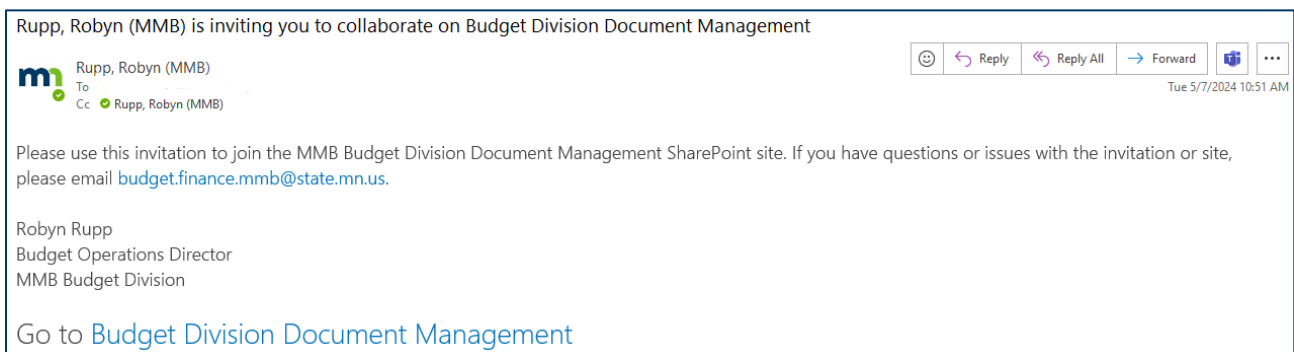 Rupp, Robyn (MMB) is inviting you to collaborate on Budget Division Document Management
mn
Rupp, Robyn (MMB)
To
Cc Rupp, Robyn (MMB)
Reply
Reply All
Forward
Tue 5/7/2024 10:51 AM
Please use this invitation to join the MMB Budget Division Document Management SharePoint site. If you have questions or issues with the invitation or site,
please email budget.finance.mmb@state.mn.us.
Robyn Rupp
Budget Operations Director
MMB Budget Division
Go to Budget Division Document Management